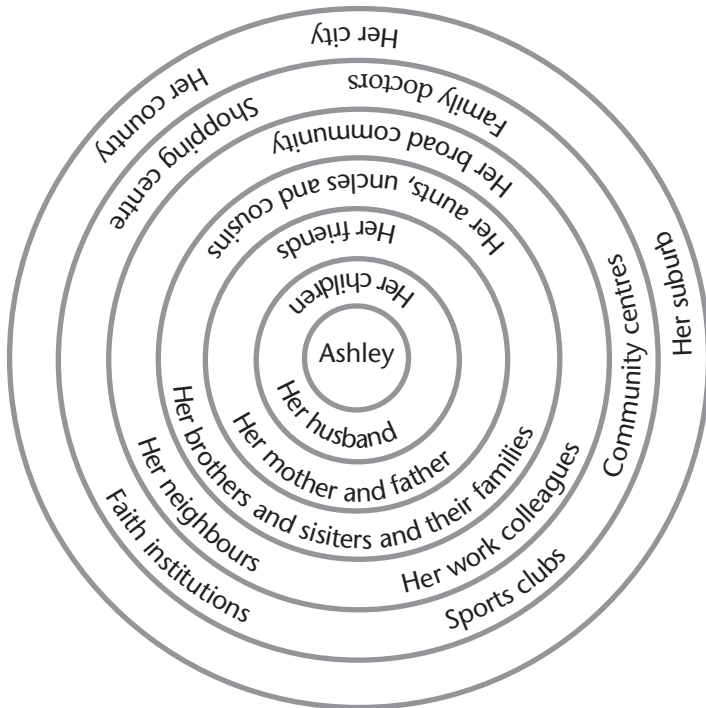 Ashley
Her children
Her husband
Her friends
Her mother and father
Her aunts, uncles and cousins
Her brothers and sisiters and their families
Her broad community
Her neighbours
Her work colleagues
Family doctors
Shopping centre
Faith institutions
Sports clubs
Community centres
Her city
Her country
Her suburb